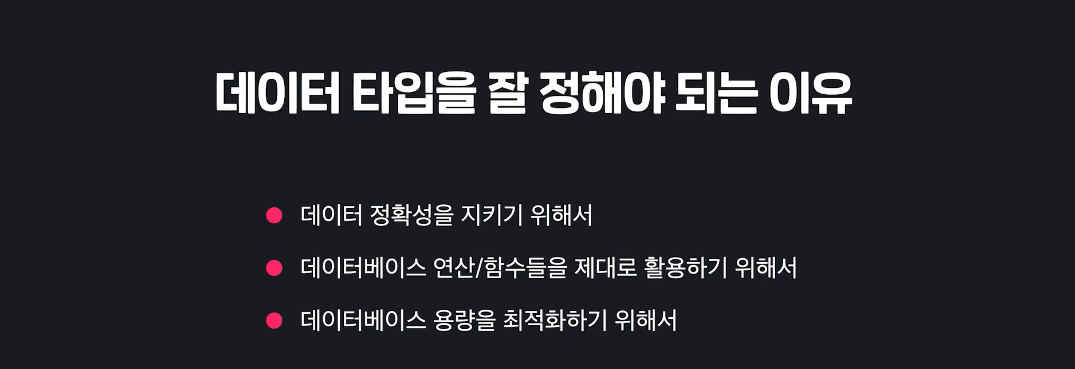 데이터 타입을 잘 정해야 되는 이유
데이터 정확성을 지키기 위해서
데이터베이스 연산/함수들을 제대로 활용하기 위해서
데이터베이스 용량을 최적화하기 위해서